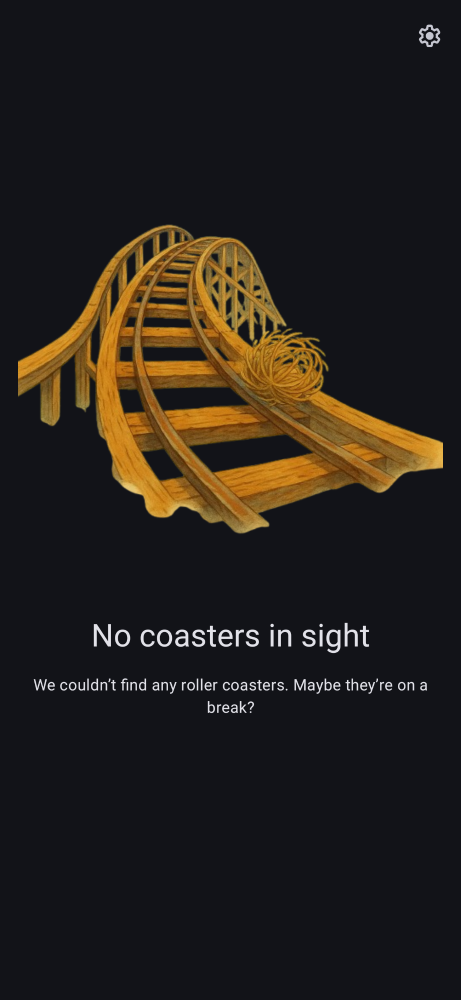 No coasters in sight
We couldn’t find any roller coasters. Maybe they’re on a
break?